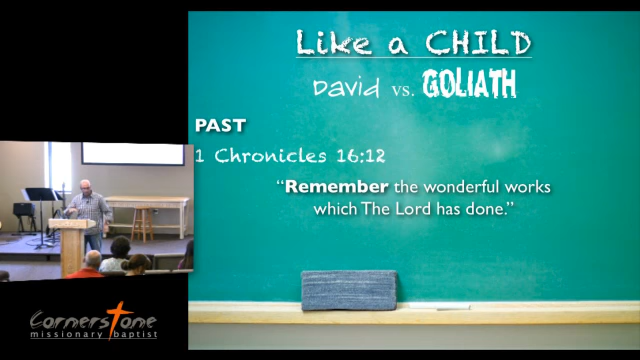 Like a CHILD
David vs. GOLIATH
PAST
1 Chronicles 16:12
“Remember the wonderful works
which The Lord has done.”
Cornerstone
missionary baptist